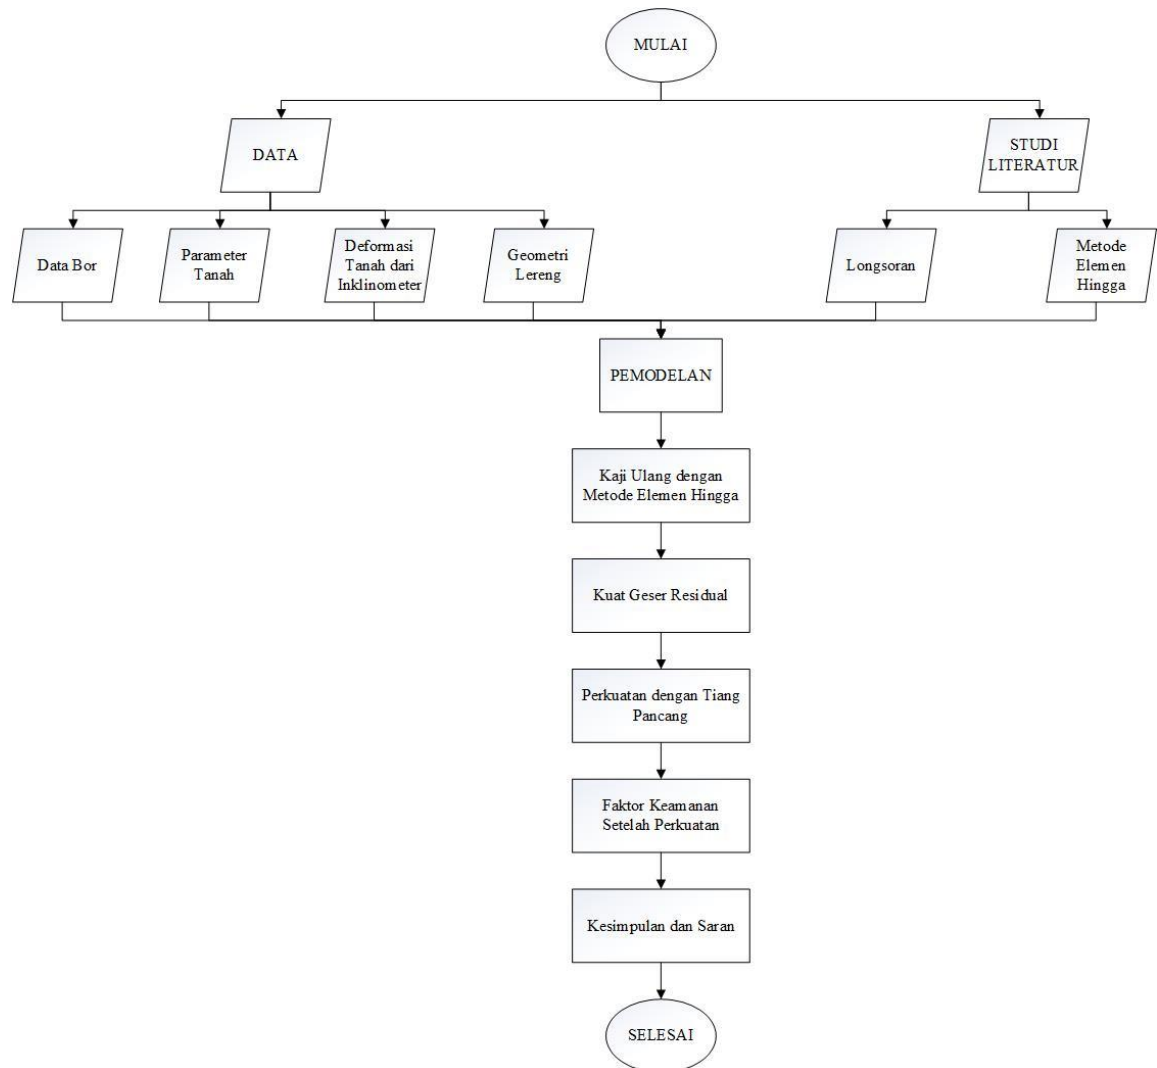 MULAI
DATA
STUDI
LITERATUR
Data Bor
Parameter
Tanah
Deformasi
Tanah dari
Inklinometer
Geometri
Lereng
Longsoran
Metode
Elemen
Hingga
PEMODELAN
Kaji Ulang dengan
Metode Elemen Hingga
Kuat Geser Residual
Perkuatan dengan Tiang
Pancang
Faktor Keamanan
Setelah Perkuatan
Kesimpulan dan Saran
SELESAI